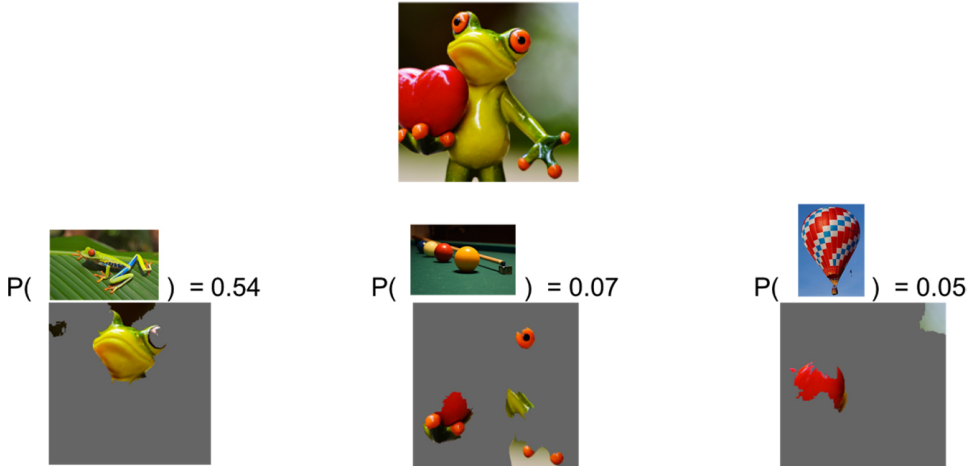 P( ) = 0.54
P( ) = 0.07
P( ) = 0.05